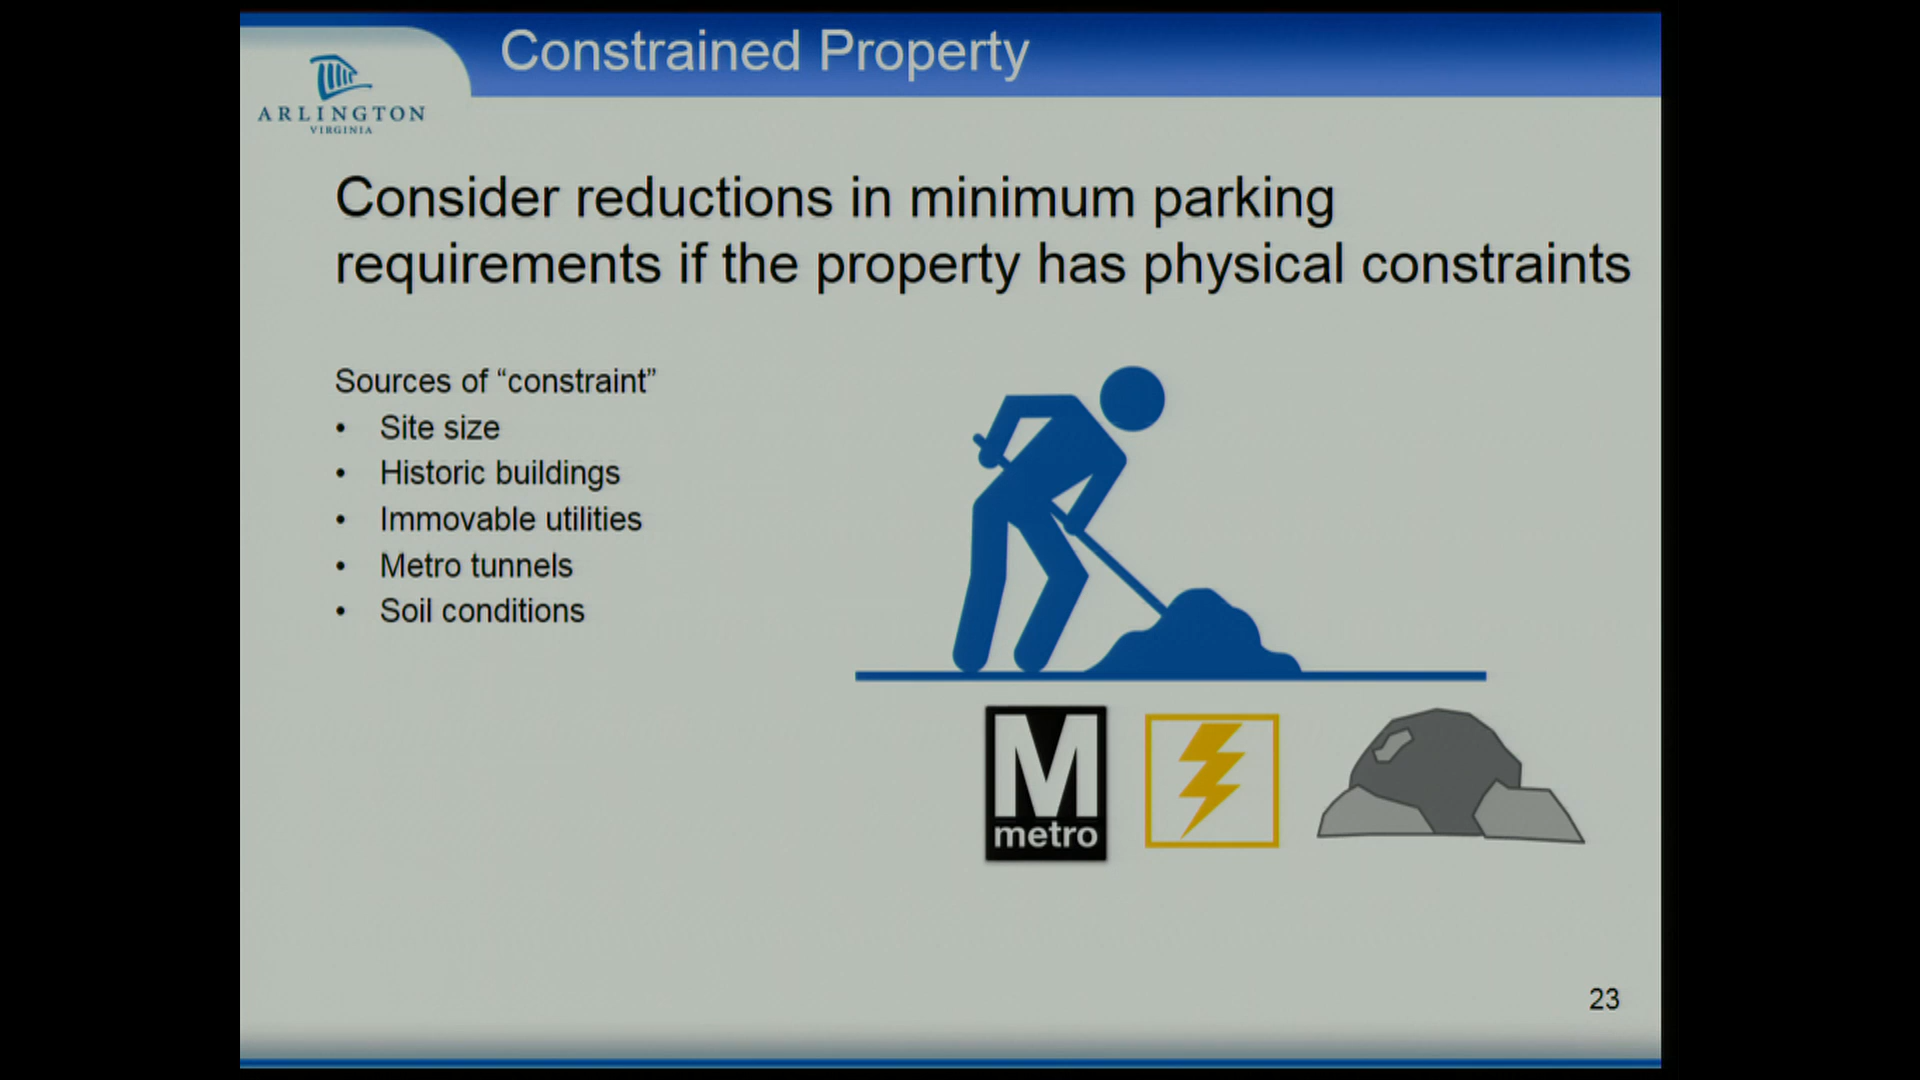 Constrained Property
ARLINGTON
VIRGINIA
Consider reductions in minimum parking
requirements if the property has physical constraints
Sources of “constraint”
• Site size
• Historic buildings
• Immovable utilities
• Metro tunnels
• Soil conditions
M
metro
23